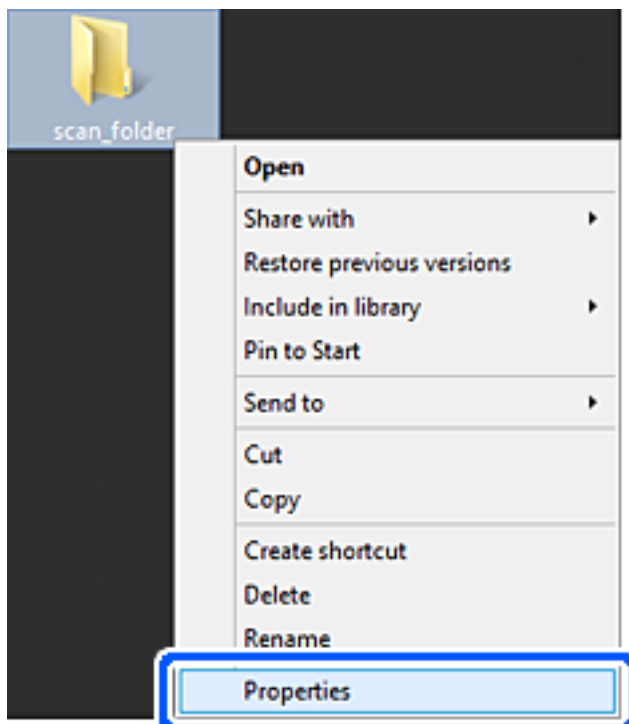 scan_folder
Open
Share with
Restore previous versions
Include in library
Pin to Start
Send to
Cut
Copy
Create shortcut
Delete
Rename
Properties